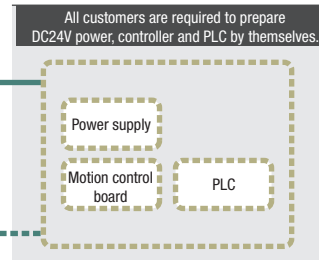 All customers are required to prepare
DC24V power, controller and PLC by themselves.
Power supply
Motion control
board
PLC